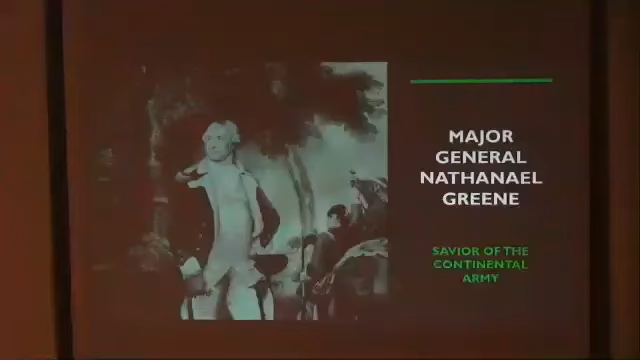 MAJOR
GENERAL
NATHANAEL
GREENE
SAVIOR OF THE
CONTINENTAL
ARMY